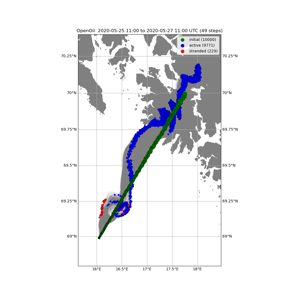 OpenOil 2020-05-25 11:00 to 2020-05-27 11:00 UTC (49 steps)
initial (10000)
active (9771)
stranded (229)
70.25°N
70.25°N
70°N
70°N
69.75°N
69.75°N
69.5°N
69.5°N
69.25°N
69.25°N
69°N
69°N
16°E
16.5°E
17°E
17.5°E
18°E